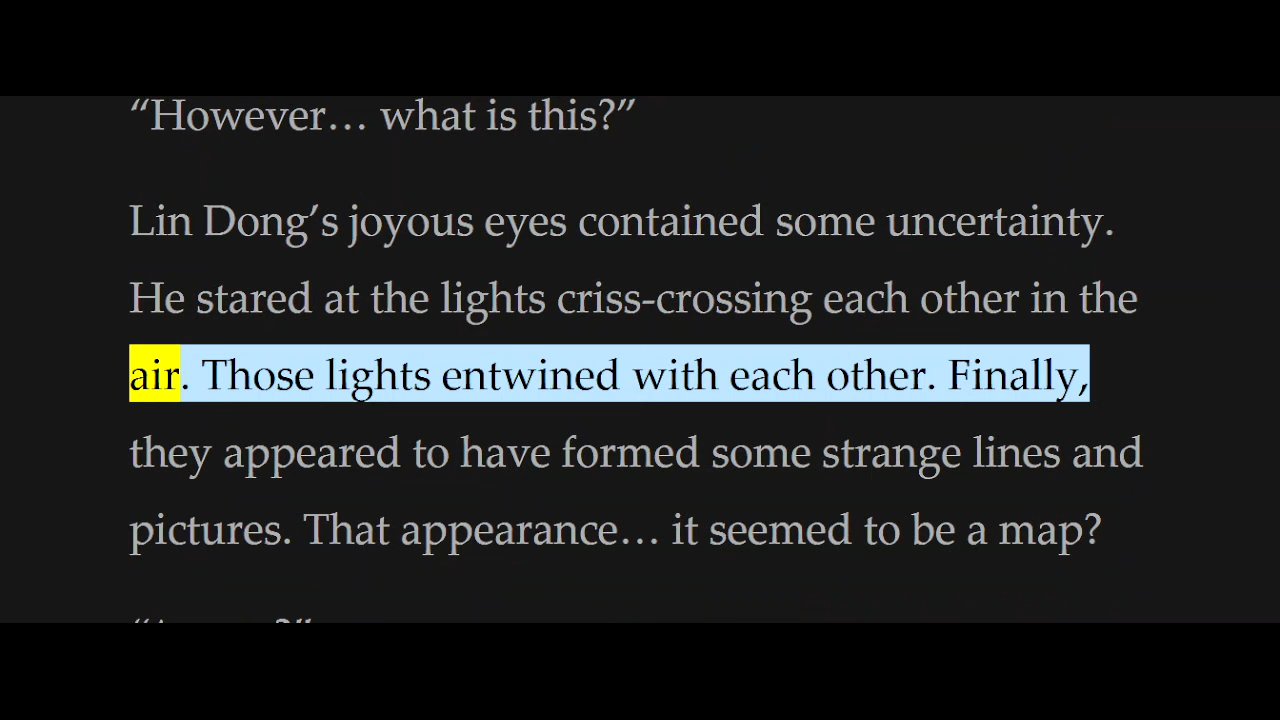 “However… what is this?”
Lin Dong’s joyous eyes contained some uncertainty.
He stared at the lights criss-crossing each other in the
air. Those lights entwined with each other. Finally,
they appeared to have formed some strange lines and
pictures. That appearance… it seemed to be a map?